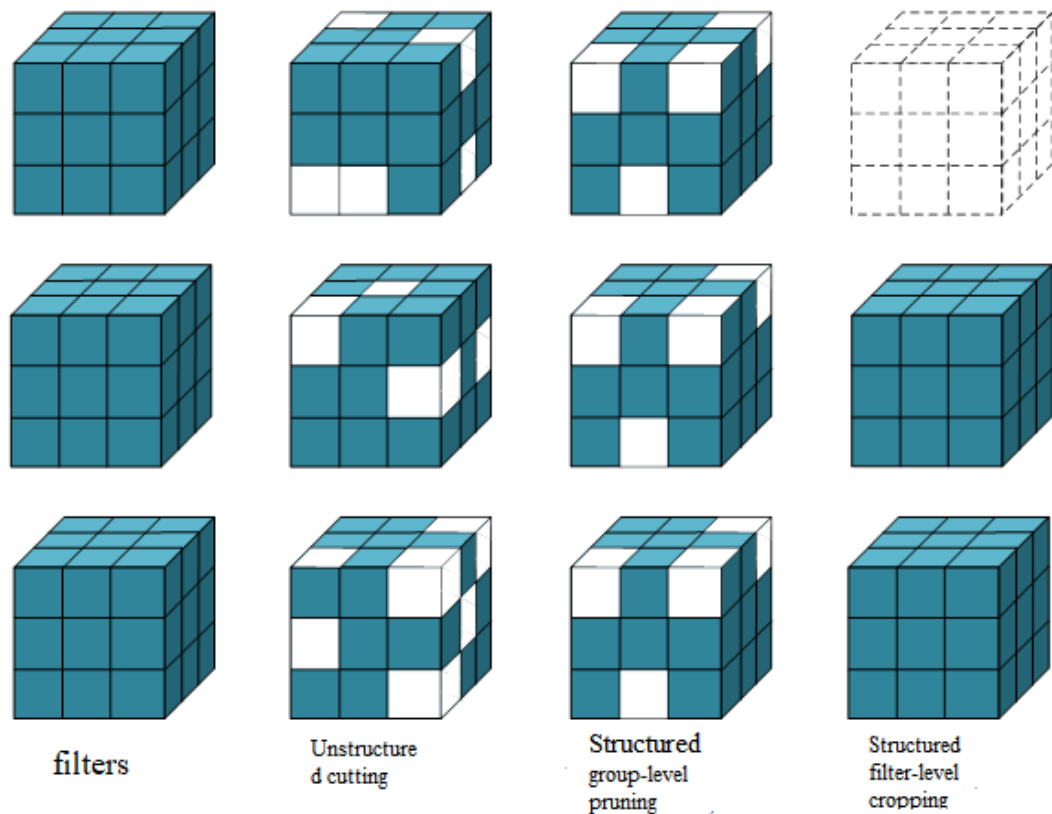 filters
Unstructure
d cutting
Structured
group-level
pruning
Structured
filter-level
cropping